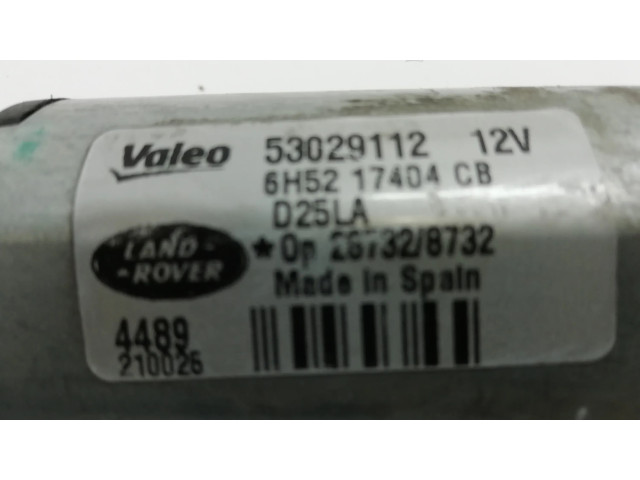 Valeo 53029112 12V
6H52 17404 CB
D25LA
LAND
ROVER
★Op 26732/8732
Made in Spain
4489
210026